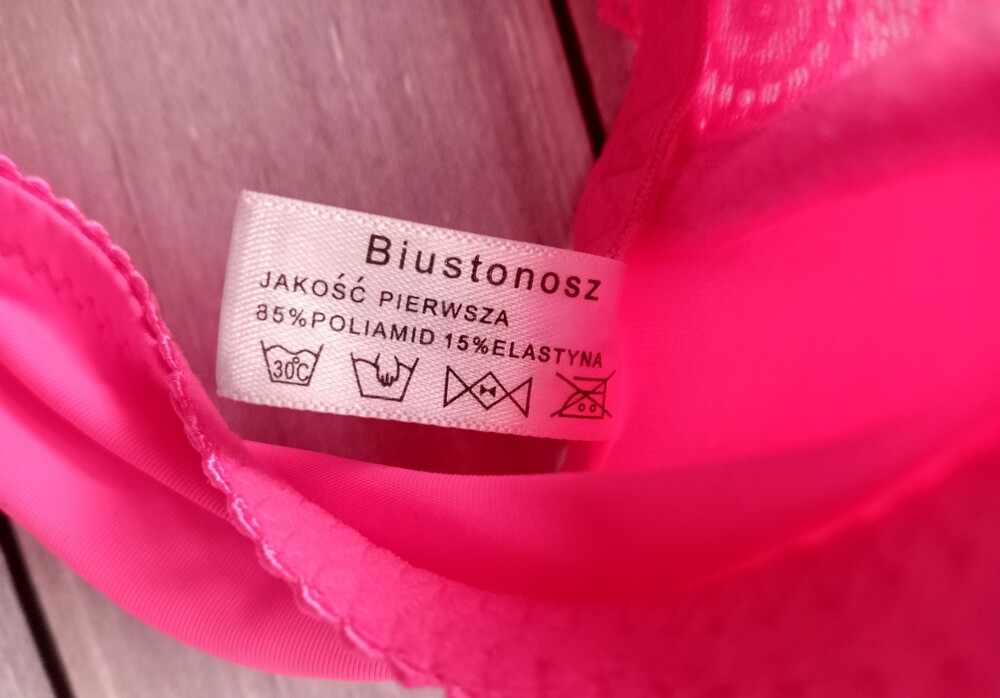 Biustonosz
JAKOŚĆ PIERWSZA
85%POLIAMID 15%ELASTYNA
30°C